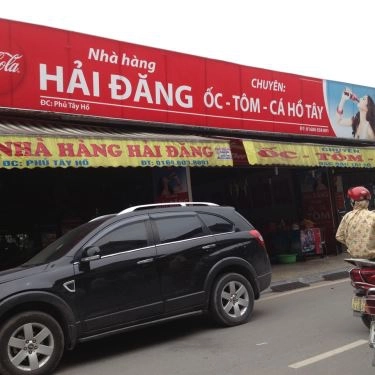 Cola
Nhà hàng
HẢI ĐĂNG
ĐC: Phủ Tây Hồ
CHUYÊN:
ỐC - TÔM - CÁ HỒ TÂY
NHÀ HÀNG HẢI ĐĂNG
ĐC: PHỦ TÂY HỒ
CHUYÊN
ỐC - TÔM -